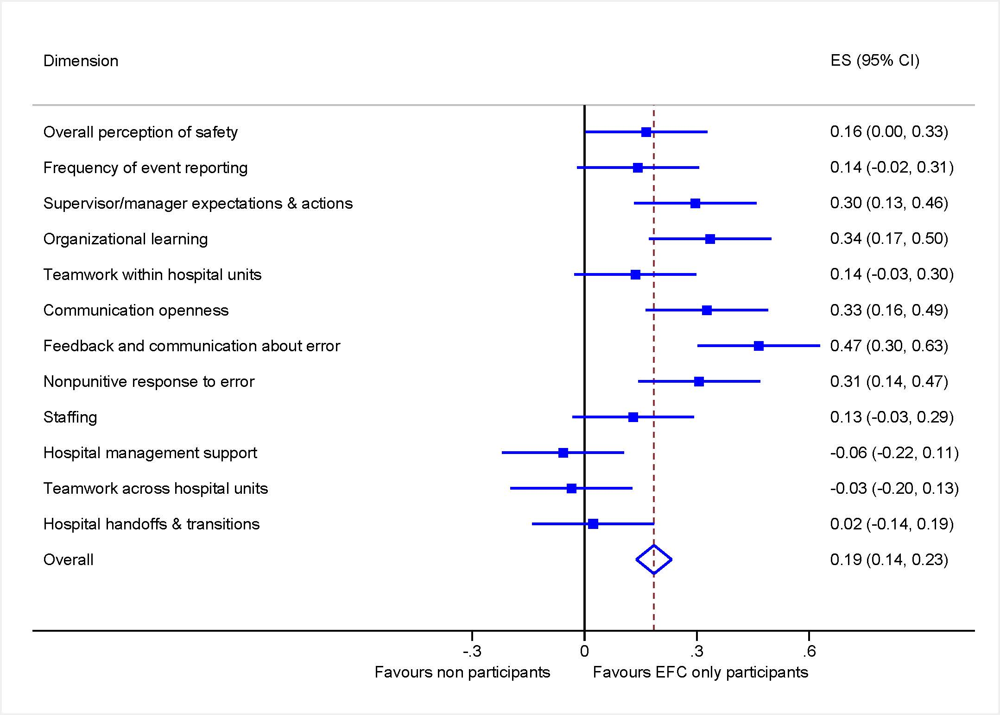 Dimension ES (95% CI)
Overall perception of safety 0.16 (0.00, 0.33)
Frequency of event reporting 0.14 (-0.02, 0.31)
Supervisor/manager expectations & actions 0.30 (0.13, 0.46)
Organizational learning 0.34 (0.17, 0.50)
Teamwork within hospital units 0.14 (-0.03, 0.30)
Communication openness 0.33 (0.16, 0.49)
Feedback and communication about error 0.47 (0.30, 0.63)
Nonpunitive response to error 0.31 (0.14, 0.47)
Staffing 0.13 (-0.03, 0.29)
Hospital management support -0.06 (-0.22, 0.11)
Teamwork across hospital units -0.03 (-0.20, 0.13)
Hospital handoffs & transitions 0.02 (-0.14, 0.19)
Overall 0.19 (0.14, 0.23)
-.3 0 .3 .6
Favours non participants Favours EFC only participants